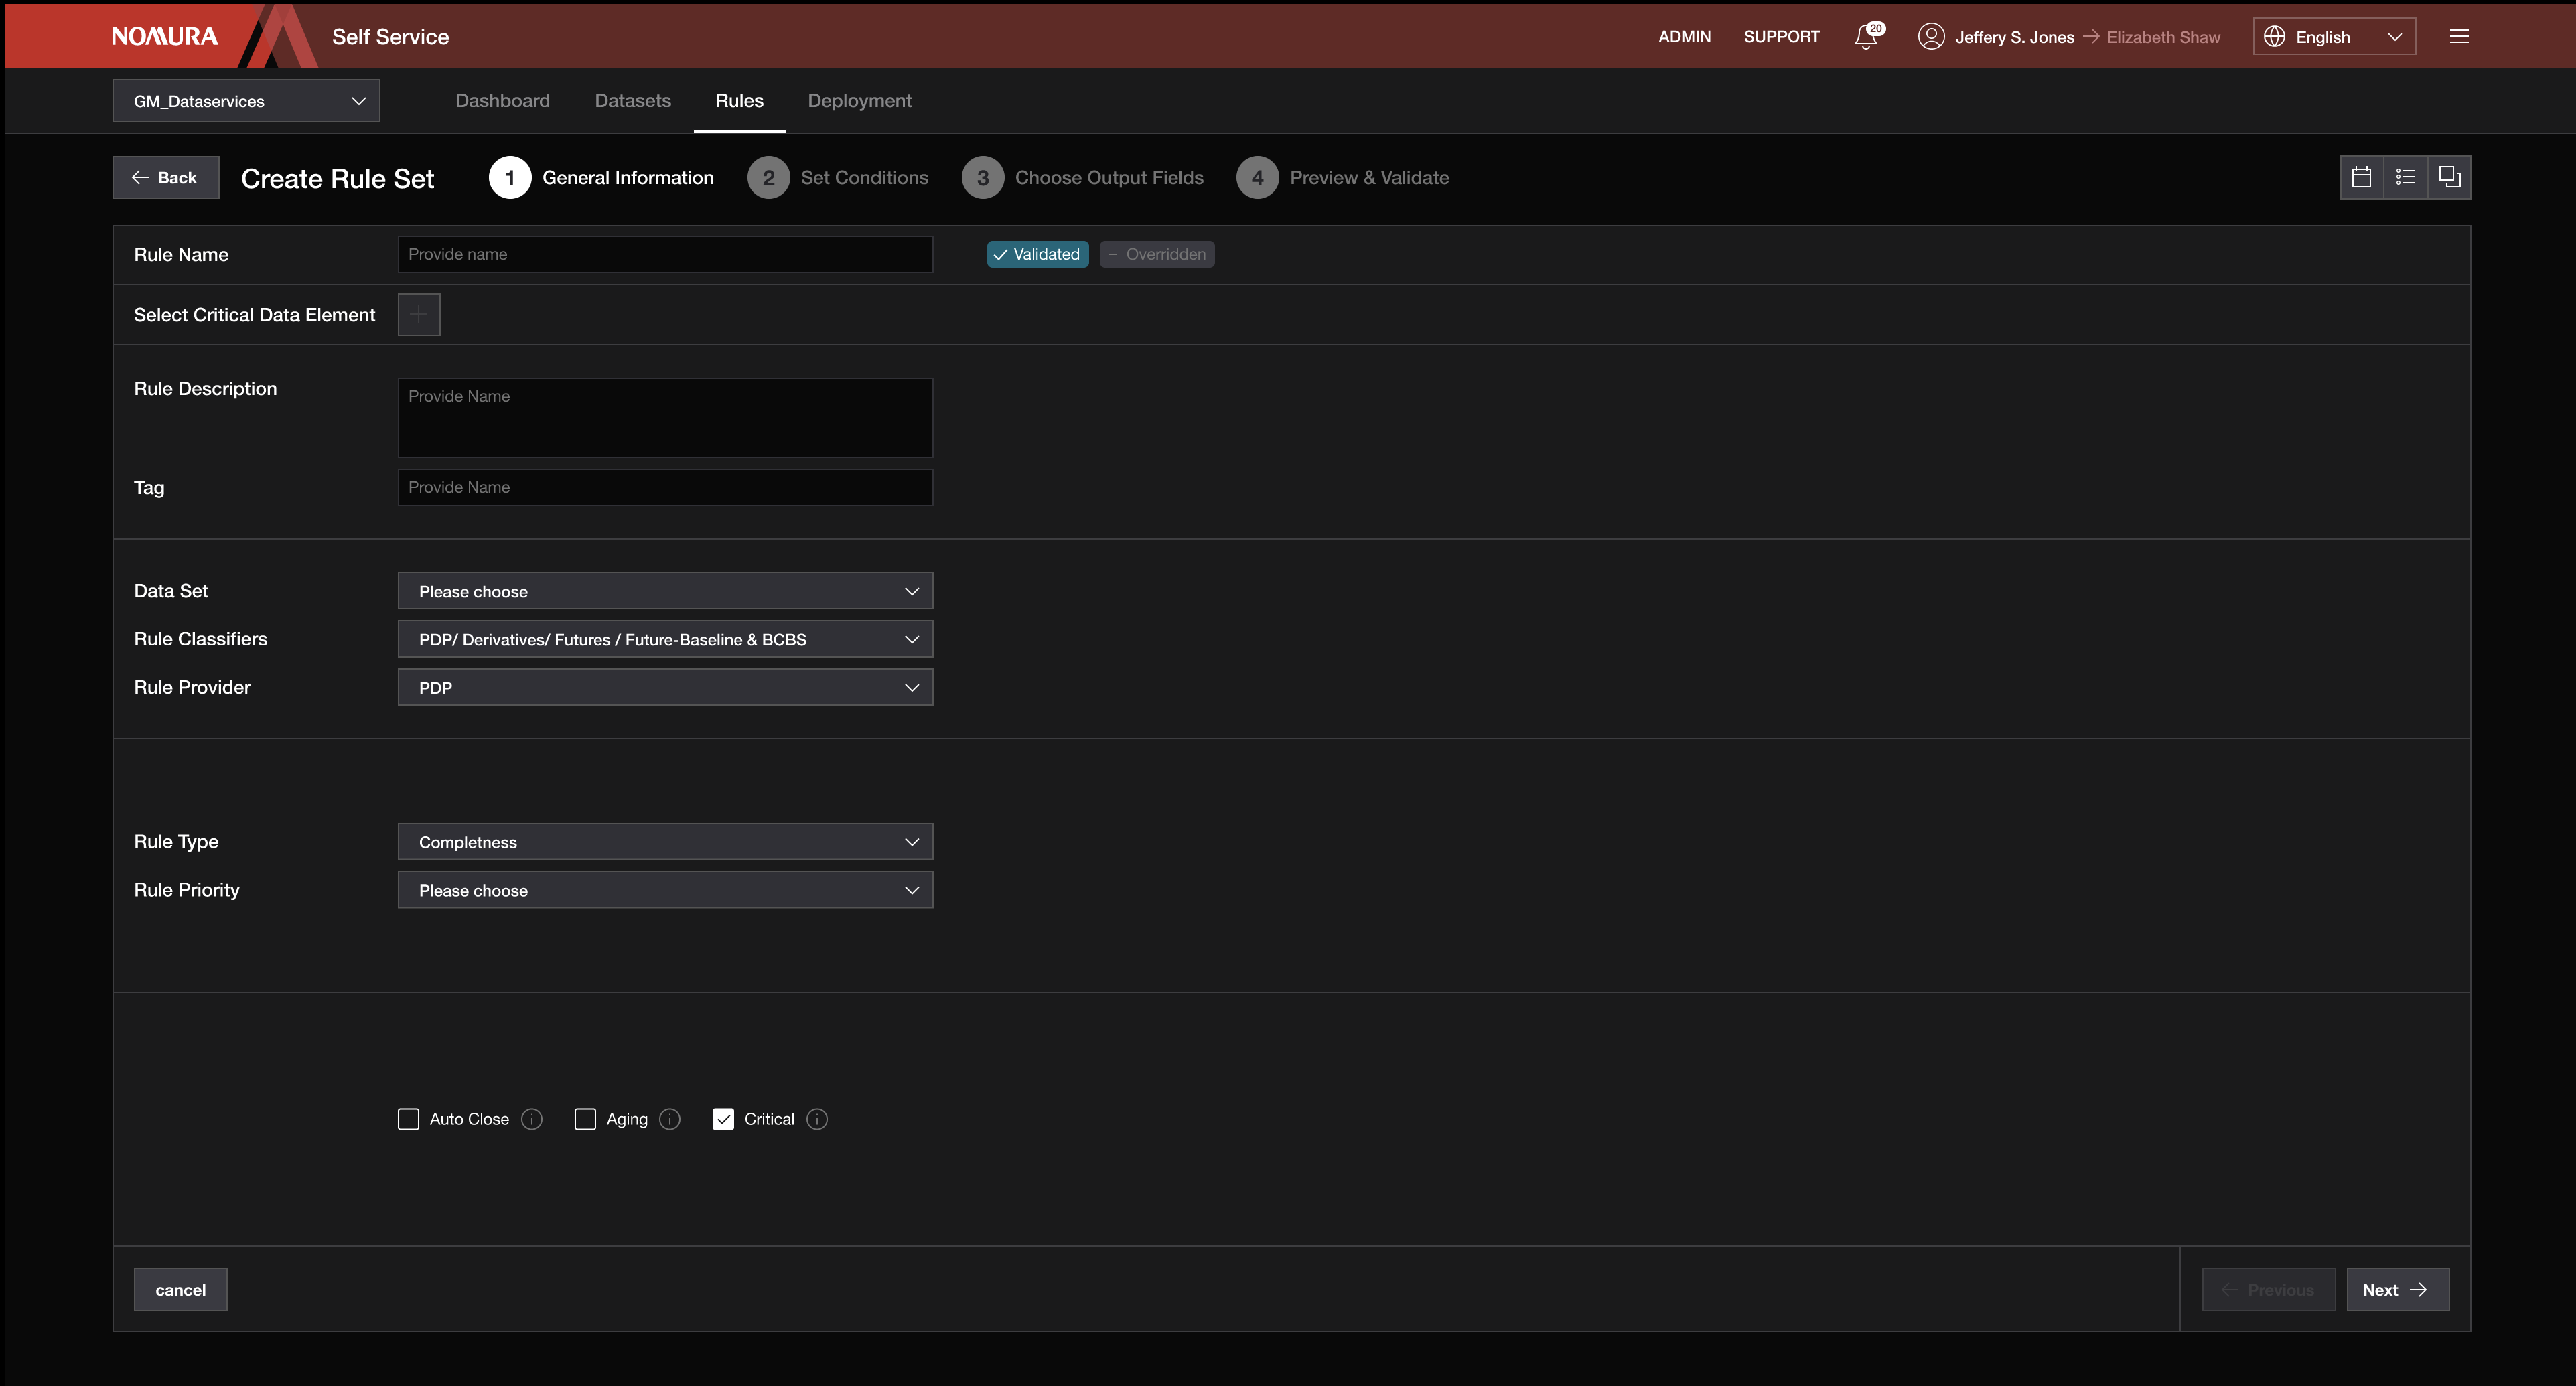 NOMURA
Self Service
ADMIN
SUPPORT
20
Jeffery S. Jones → Elizabeth Shaw
English
GM_Dataservices
Dashboard
Datasets
Rules
Deployment
← Back
Create Rule Set
1 General Information
2 Set Conditions
3 Choose Output Fields
4 Preview & Validate
Rule Name
Provide name
Validated
Overridden
Select Critical Data Element
Rule Description
Provide Name
Tag
Provide Name
Data Set
Please choose
Rule Classifiers
PDP/ Derivatives/ Futures / Future-Baseline & BCBS
Rule Provider
PDP
Rule Type
Completness
Rule Priority
Please choose
Auto Close
Aging
Critical
cancel
← Previous
Next →